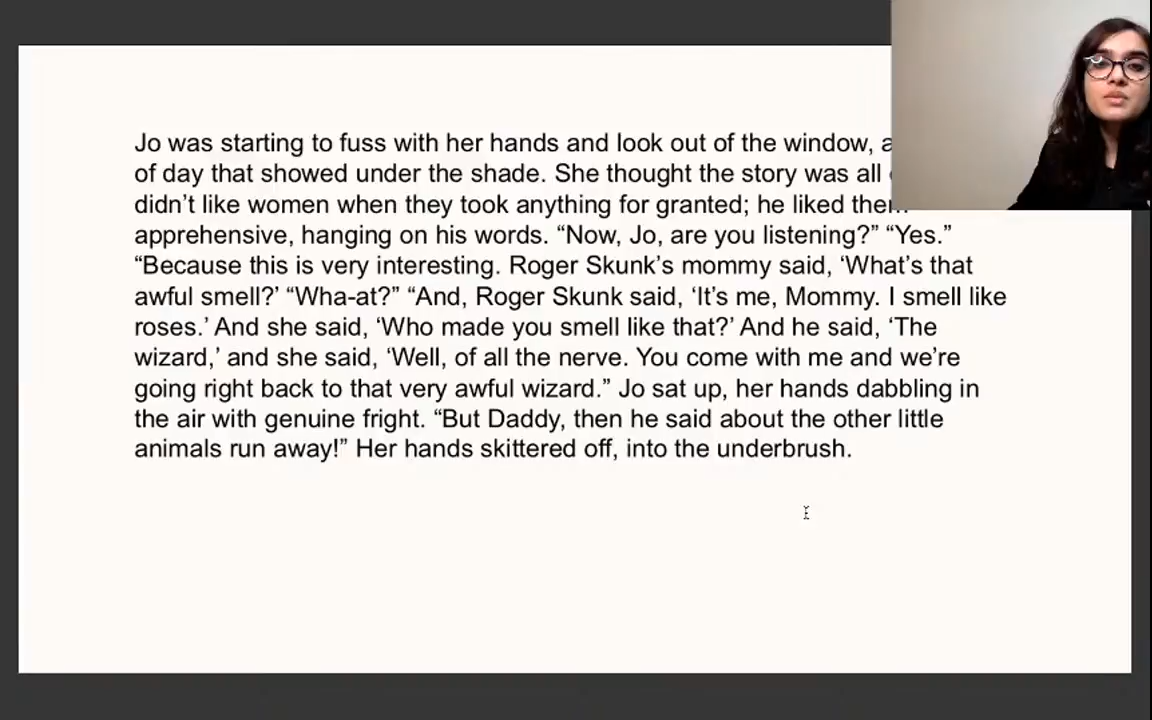 Jo was starting to fuss with her hands and look out of the window,
of day that showed under the shade. She thought the story was all
didn’t like women when they took anything for granted; he liked them
apprehensive, hanging on his words. “Now, Jo, are you listening?” “Yes.”
“Because this is very interesting. Roger Skunk’s mommy said, ‘What’s that
awful smell?’ “Wha-at?” “And, Roger Skunk said, ‘It’s me, Mommy. I smell like
roses.’ And she said, ‘Who made you smell like that?’ And he said, ‘The
wizard,’ and she said, ‘Well, of all the nerve. You come with me and we’re
going right back to that very awful wizard.” Jo sat up, her hands dabbling in
the air with genuine fright. “But Daddy, then he said about the other little
animals run away!” Her hands skittered off, into the underbrush.